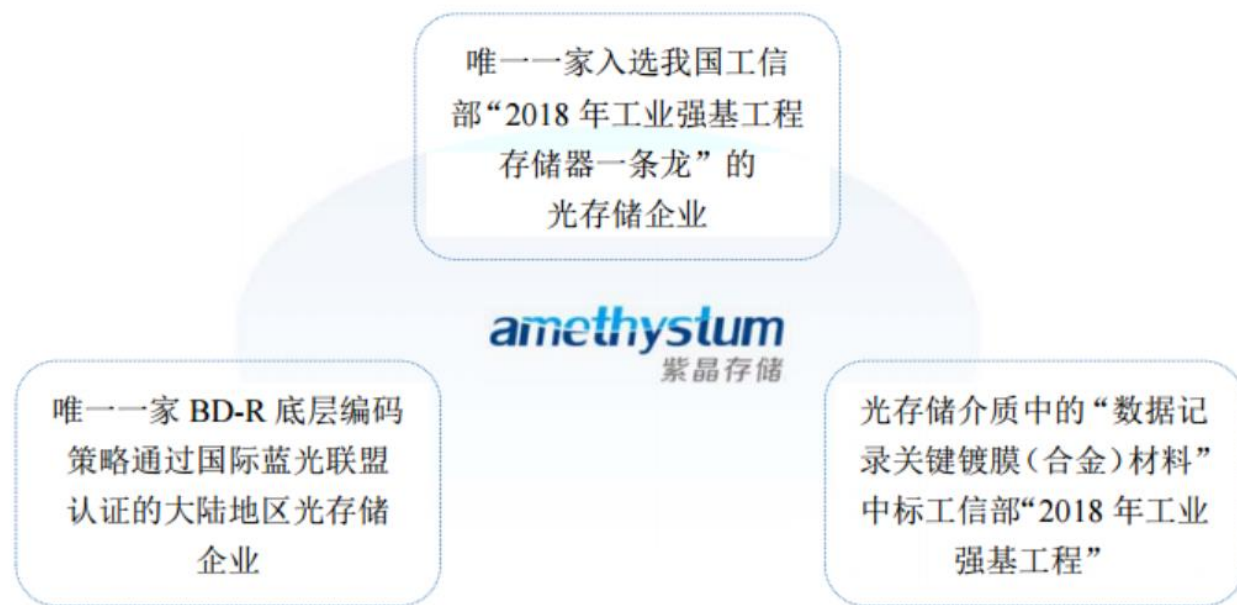 唯一一家入选我国工信
部“2018 年工业强基工程
存储器一条龙”的
光存储企业
amethystum
紫晶存储
唯一一家 BD-R 底层编码
策略通过国际蓝光联盟
认证的大陆地区光存储
企业
光存储介质中的“数据记
录关键镀膜（合金）材料”
中标工信部“2018 年工业
强基工程”